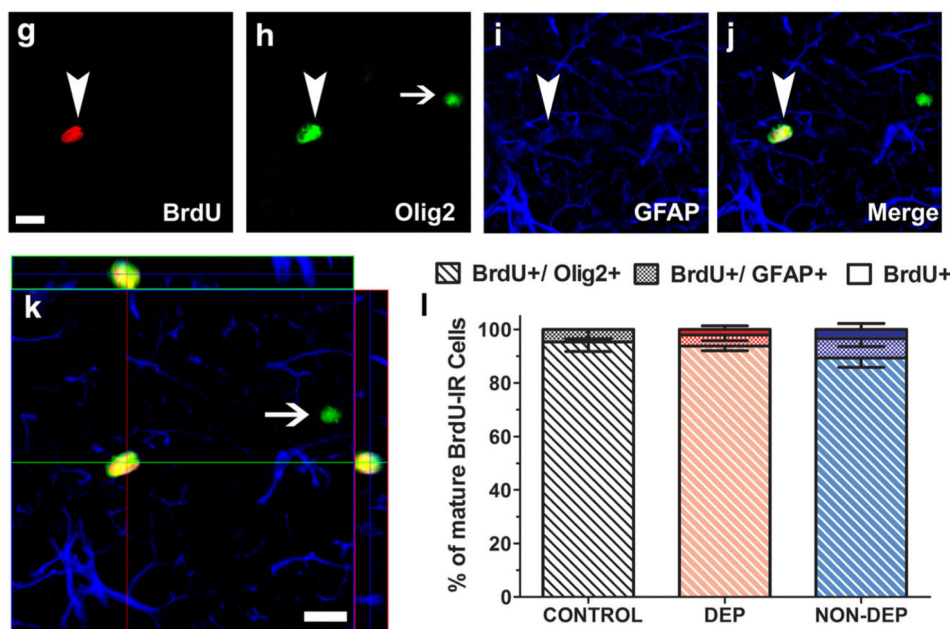 g
BrdU
h
Olig2
i
GFAP
j
Merge
k
BrdU+/ Olig2+ BrdU+/ GFAP+ BrdU+
l
% of mature BrdU-IR Cells
100
80
60
40
20
0
CONTROL DEP NON-DEP